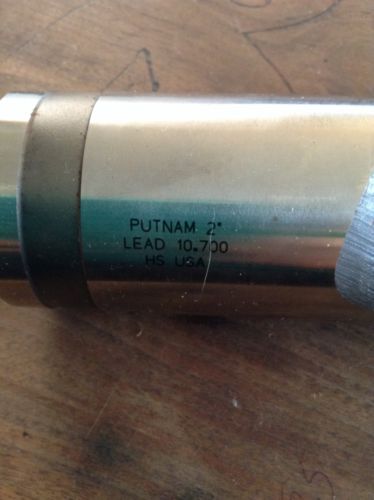 PUTNAM 2"
LEAD 10.700
HS USA